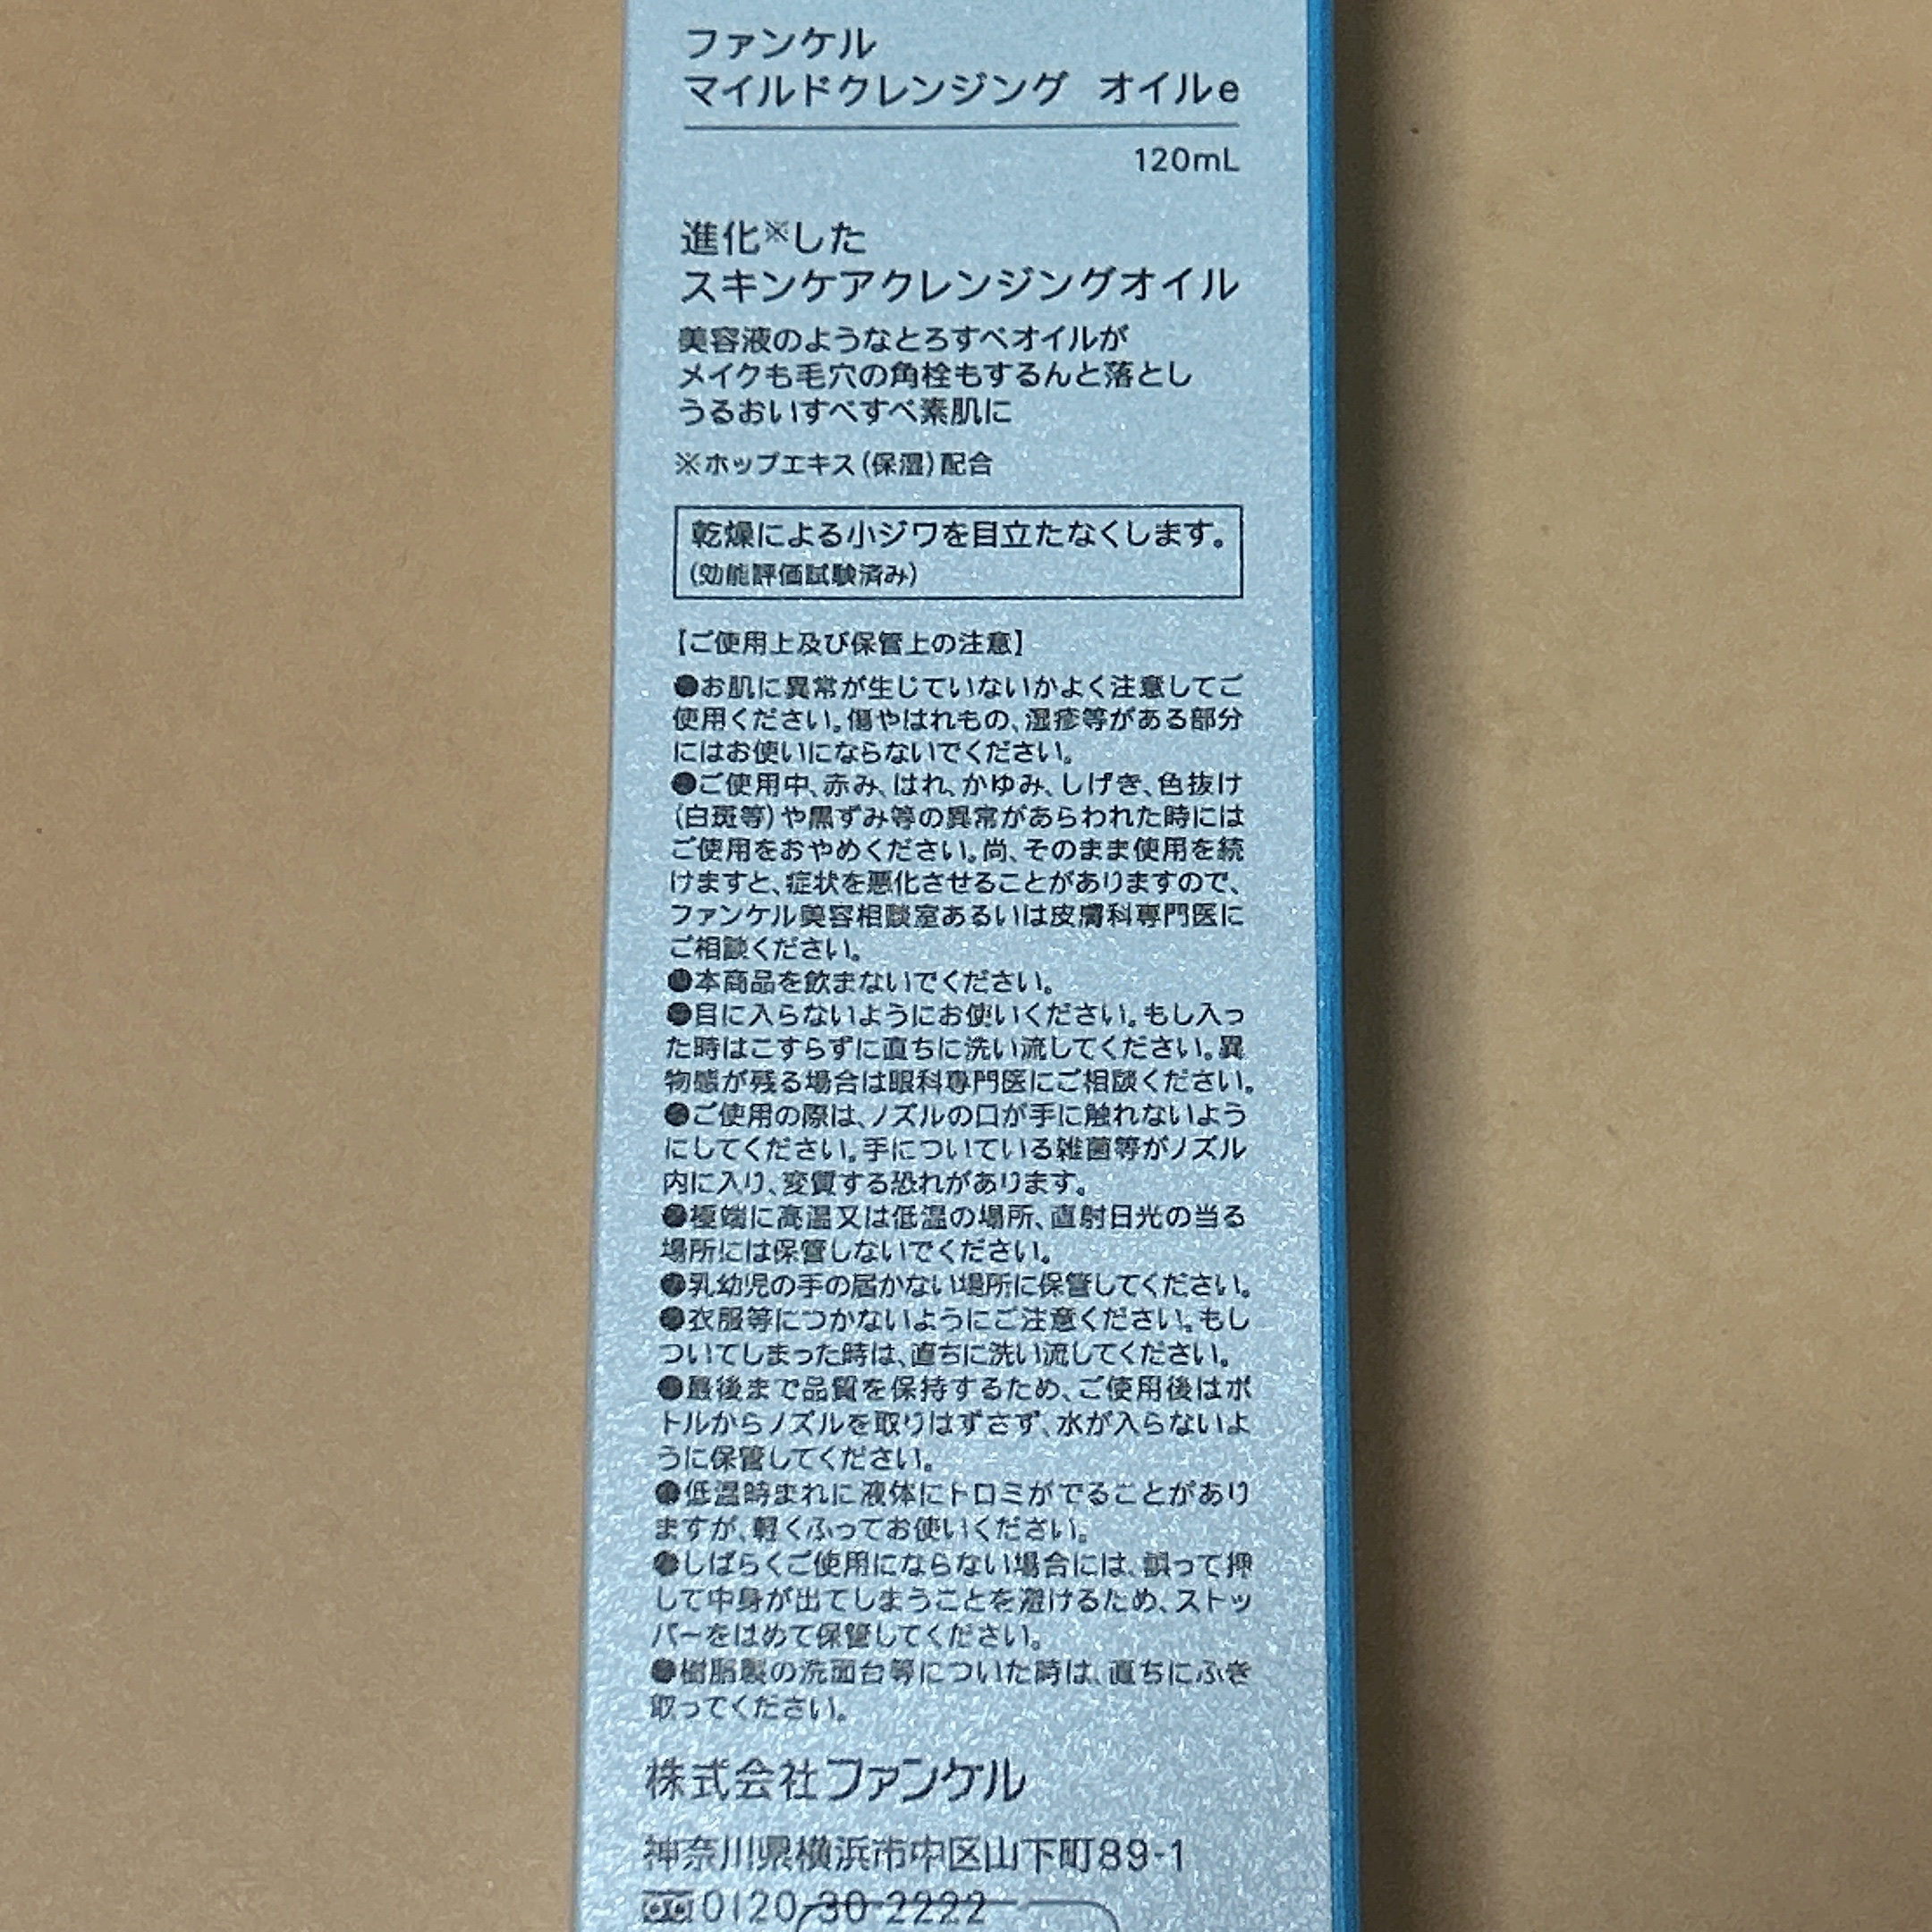 ファンケル
マイルドクレンジング オイルe
120mL
進化※した
スキンケアクレンジングオイル
美容液のようなとろすべオイルが
メイクも毛穴の角栓もするんと落とし
うるおいすべすべ素肌に
※ホップエキス(保湿)配合
乾燥による小ジワを目立たなくします。
(効能評価試験済み)
【ご使用上及び保管上の注意】
●お肌に異常が生じていないかよく注意してご
使用ください。傷やはれもの、湿疹等がある部分
にはお使いにならないでください。
●ご使用中、赤み、はれ、かゆみ、しげき、色抜け
(白斑等)や黒ずみ等の異常があらわれた時には
ご使用をおやめください。尚、そのまま使用を続
けますと、症状を悪化させることがありますので、
ファンケル美容相談室あるいは皮膚科専門医に
ご相談ください。
●本商品を飲まないでください。
●目に入らないようにお使いください。もし入っ
た時はこすらずに直ちに洗い流してください。異
物感が残る場合は眼科専門医にご相談ください。
●ご使用の際は、ノズルの口が手に触れないよう
にしてください。手についている雑菌等がノズル
内に入り、変質する恐れがあります。
●極端に高温又は低温の場所、直射日光の当る
場所には保管しないでください。
●乳幼児の手の届かない場所に保管してください。
●衣服等につかないようにご注意ください。もし
ついてしまった時は、直ちに洗い流してください。
●最後まで品質を保持するため、ご使用後はボ
トルからノズルを取りはずさず、水が入らないよ
うに保管してください。
●低温時まれに液体にトロミがでることがあり
ますが、軽くふってお使いください。
●しばらくご使用にならない場合には、誤って押
して中身が出てしまうことを避けるため、ストッ
パーをはめて保管してください。
●樹脂製の洗面台等についた時は、直ちにふき
取ってください。
株式会社ファンケル
神奈川県横浜市中区山下町89-1
0120-30-2222